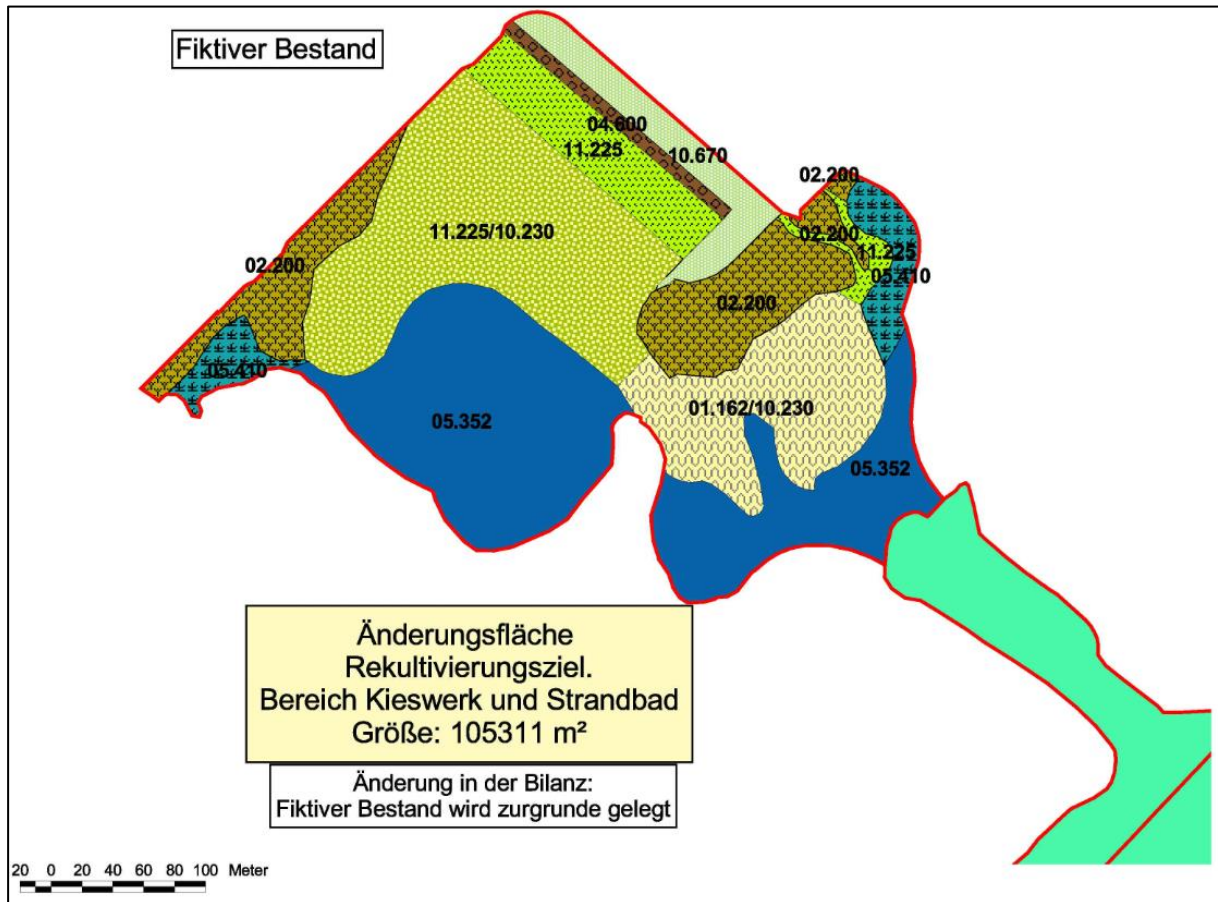 Fiktiver Bestand
04.600
11.225
10.670
02.200
02.200
11.225/10.230
11.225
02.200
05.410
02.200
05.410
01.162/10.230
05.352
05.352
Änderungsfläche
Rekultivierungsziel.
Bereich Kieswerk und Strandbad
Größe: 105311 m²
Änderung in der Bilanz:
Fiktiver Bestand wird zurgrunde gelegt
20 0 20 40 60 80 100 Meter